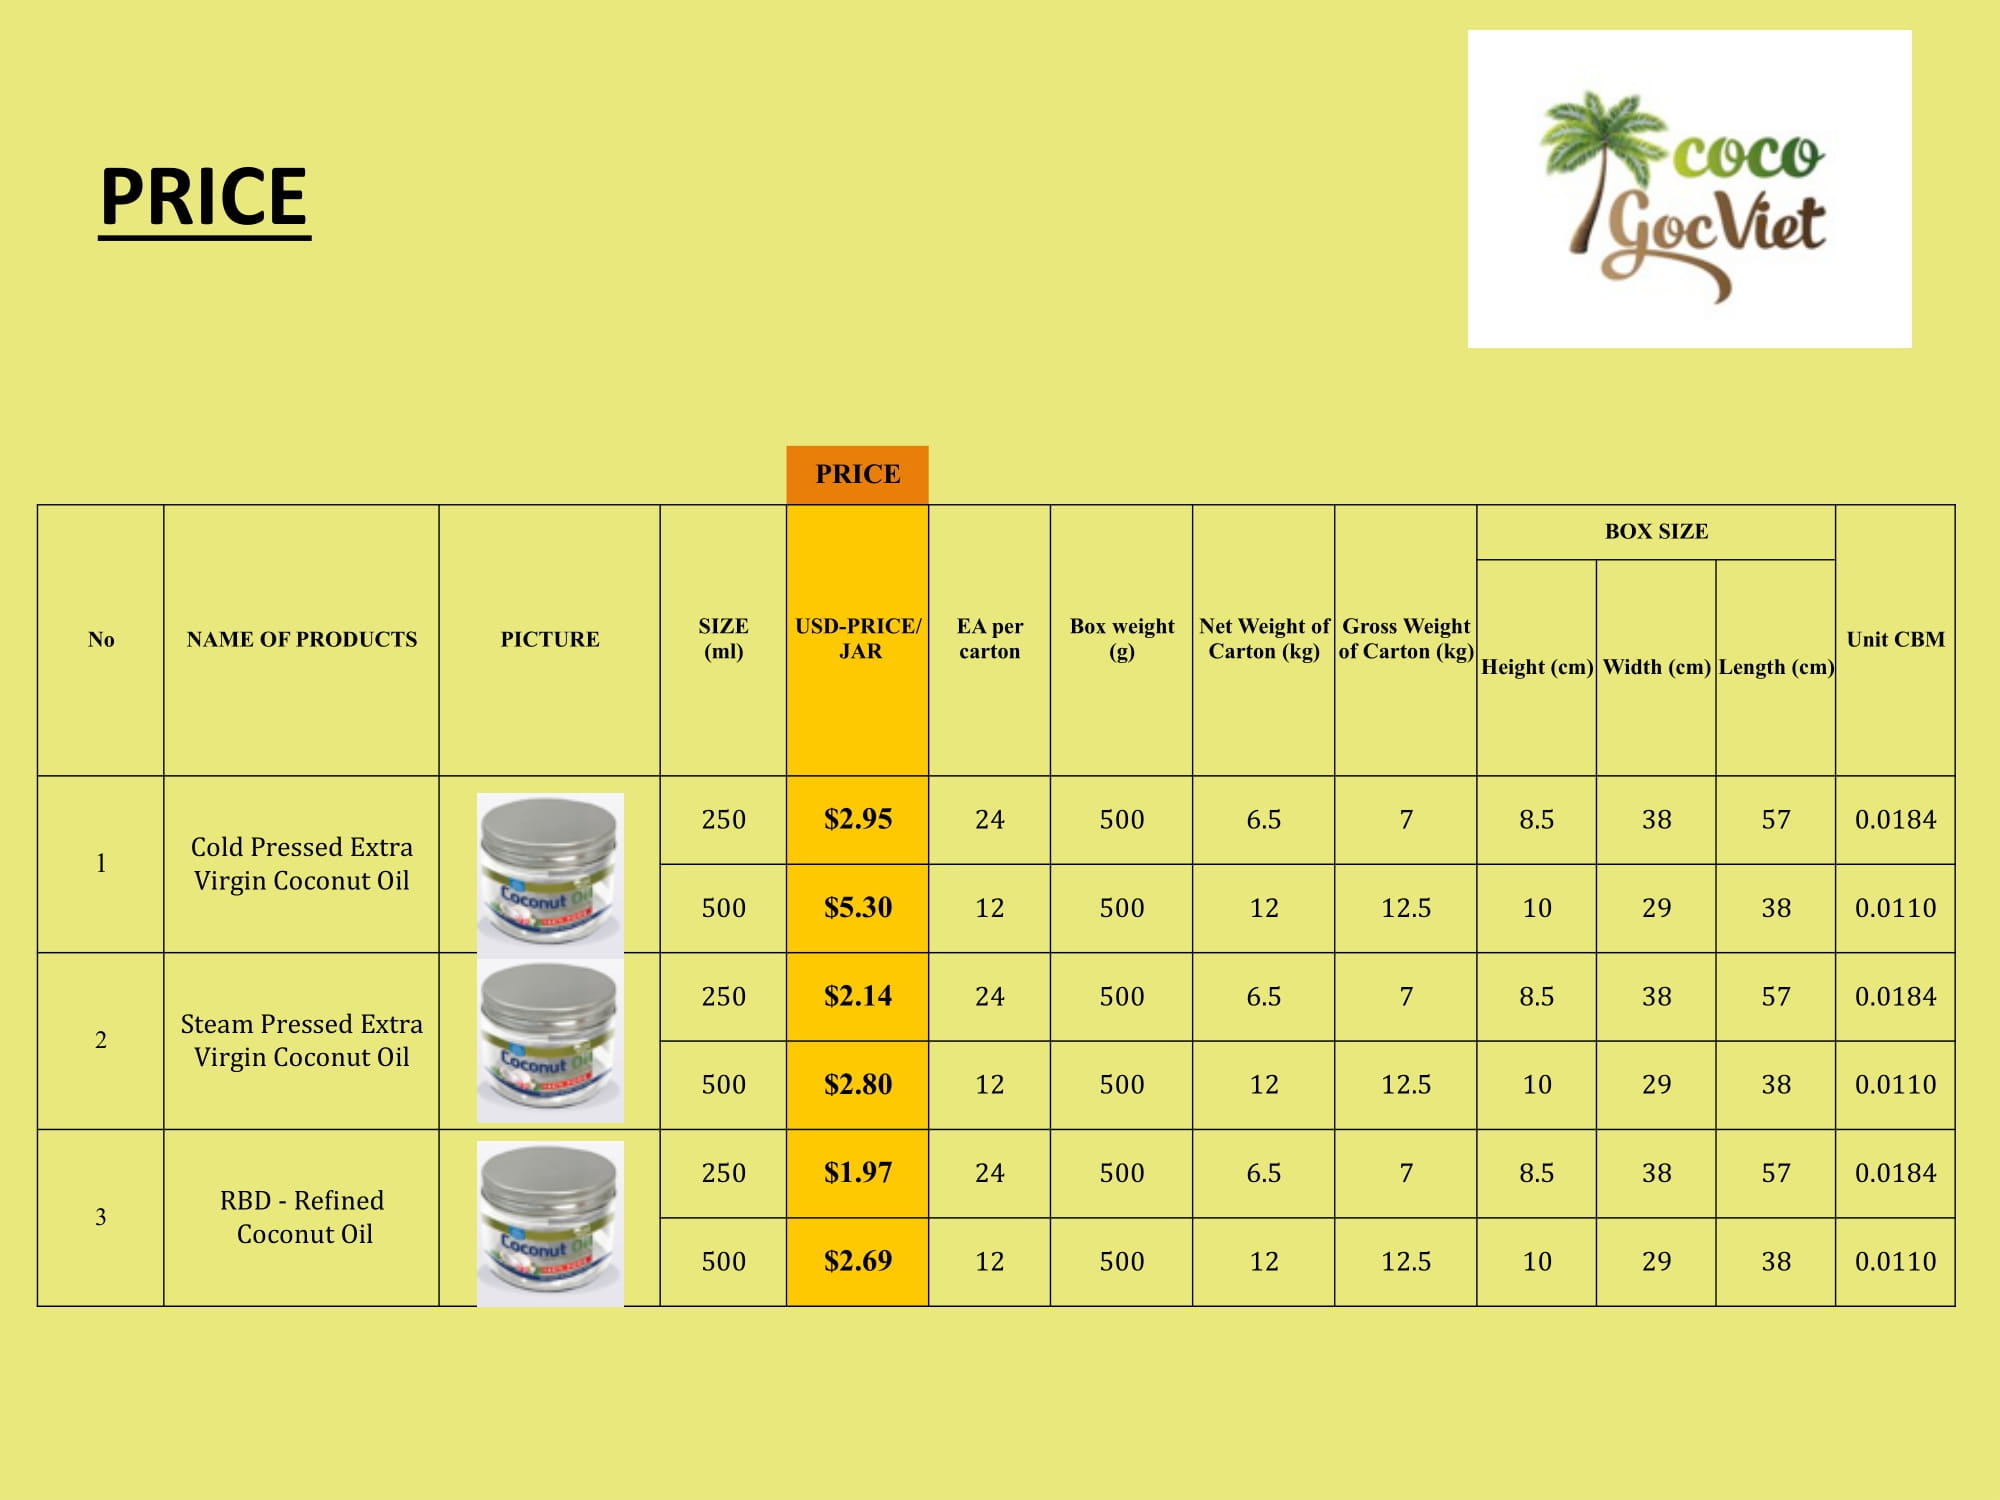 coco
GocViet
PRICE
PRICE
No
NAME OF PRODUCTS
PICTURE
SIZE
(ml)
USD-PRICE/
JAR
EA per
carton
Box weight
(g)
Net Weight of
Carton (kg)
Gross Weight
of Carton (kg)
BOX SIZE
Height (cm)
Width (cm)
Length (cm)
Unit CBM
1
Cold Pressed Extra
Virgin Coconut Oil
Coconut Oil
250 $2.95 24 500 6.5 7 8.5 38 57 0.0184
500 $5.30 12 500 12 12.5 10 29 38 0.0110
2
Steam Pressed Extra
Virgin Coconut Oil
Coconut Oil
250 $2.14 24 500 6.5 7 8.5 38 57 0.0184
500 $2.80 12 500 12 12.5 10 29 38 0.0110
3
RBD - Refined
Coconut Oil
Coconut Oil
250 $1.97 24 500 6.5 7 8.5 38 57 0.0184
500 $2.69 12 500 12 12.5 10 29 38 0.0110